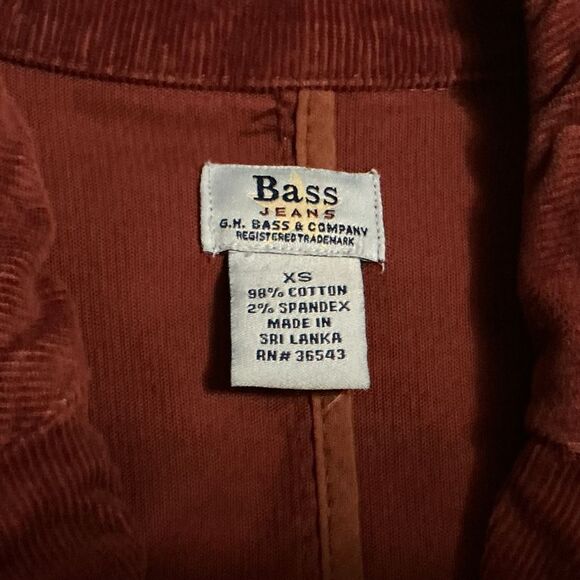 Bass
JEANS
G.H. BASS & COMPANY
REGISTERED TRADEMARK
XS
98% COTTON
2% SPANDEX
MADE IN
SRI LANKA
RN# 36543